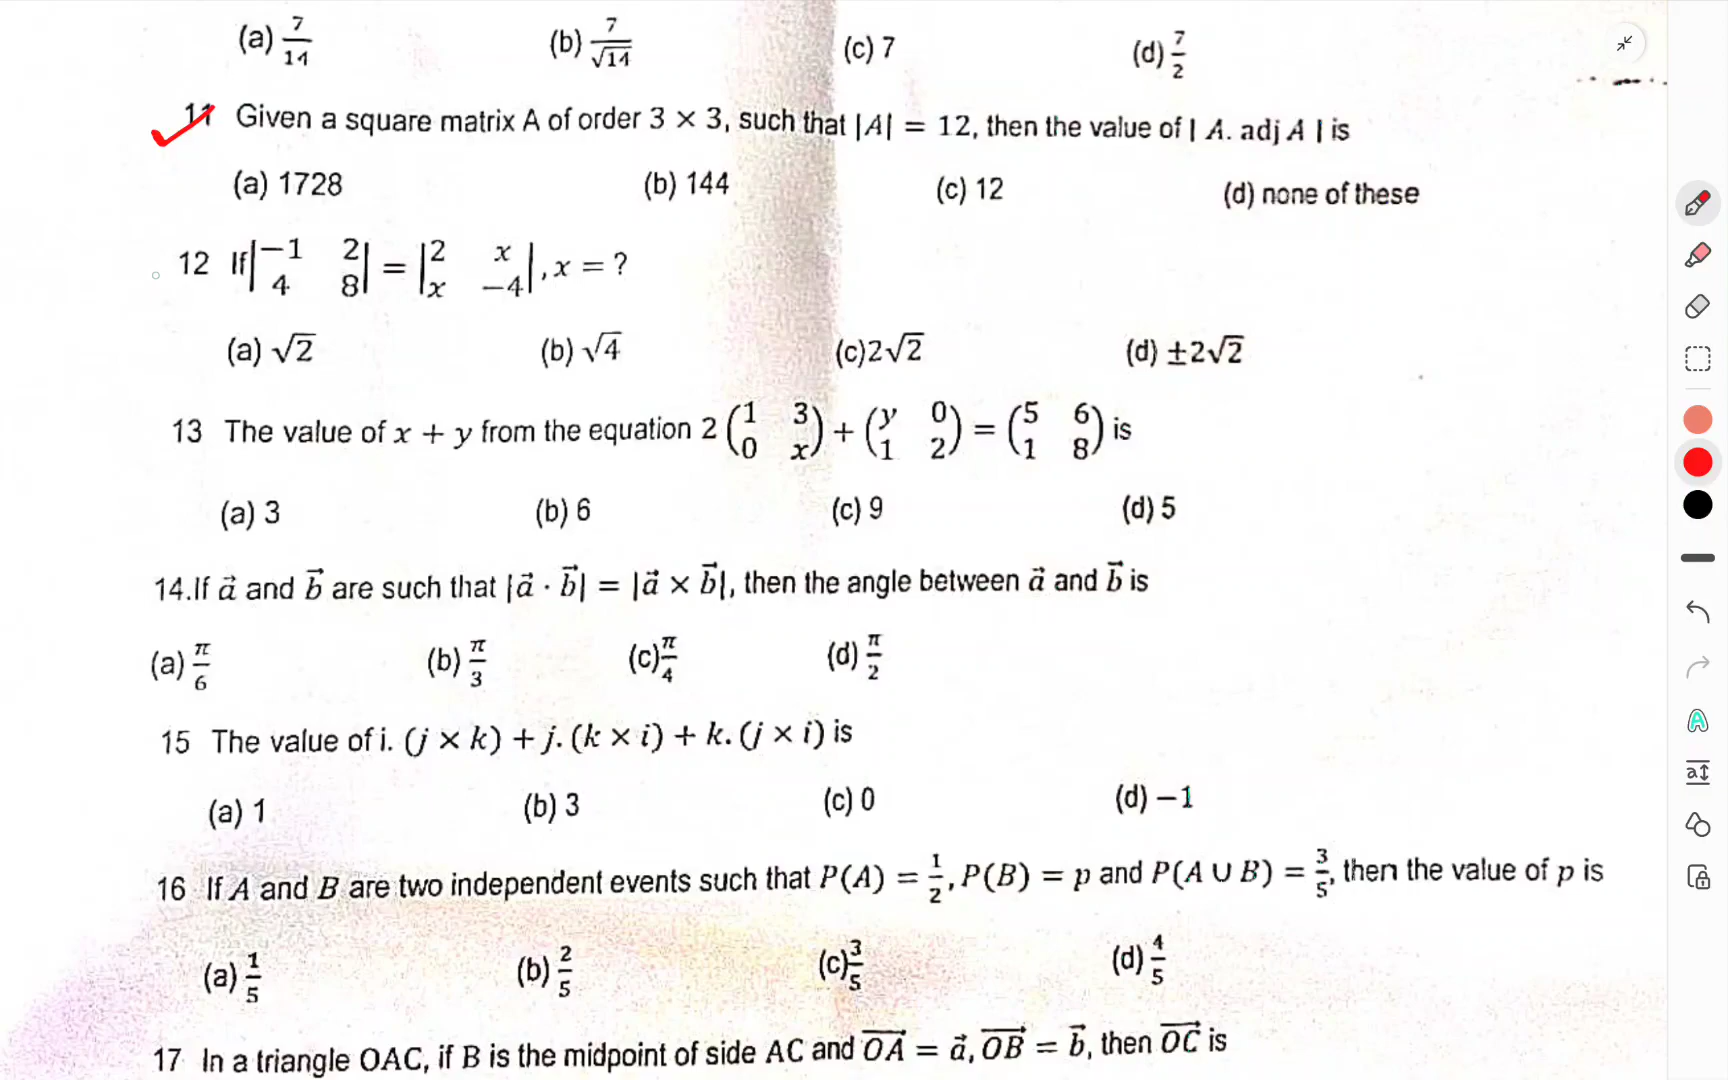 (a) 7/14 (b) 7/√14 (c) 7 (d) 7/2
11 Given a square matrix A of order 3 × 3, such that |A| = 12, then the value of | A. adj A | is
(a) 1728 (b) 144 (c) 12 (d) none of these
12 If |−1 2; 4 8| = |2 x; x −4|, x = ?
(a) √2 (b) √4 (c)2√2 (d) ±2√2
13 The value of x + y from the equation 2 (1 3; 0 x) + (y 0; 1 2) = (5 6; 1 8) is
(a) 3 (b) 6 (c) 9 (d) 5
14.If a⃗ and b⃗ are such that |a⃗ · b⃗| = |a⃗ × b⃗|, then the angle between a⃗ and b⃗ is
(a) π/6 (b) π/3 (c) π/4 (d) π/2
15 The value of i. (j × k) + j. (k × i) + k. (j × i) is
(a) 1 (b) 3 (c) 0 (d) −1
16 If A and B are two independent events such that P(A) = 1/2, P(B) = p and P(A ∪ B) = 3/5, then the value of p is
(a) 1/5 (b) 2/5 (c) 3/5 (d) 4/5
17 In a triangle OAC, if B is the midpoint of side AC and OA⃗ = a⃗, OB⃗ = b⃗, then OC⃗ is